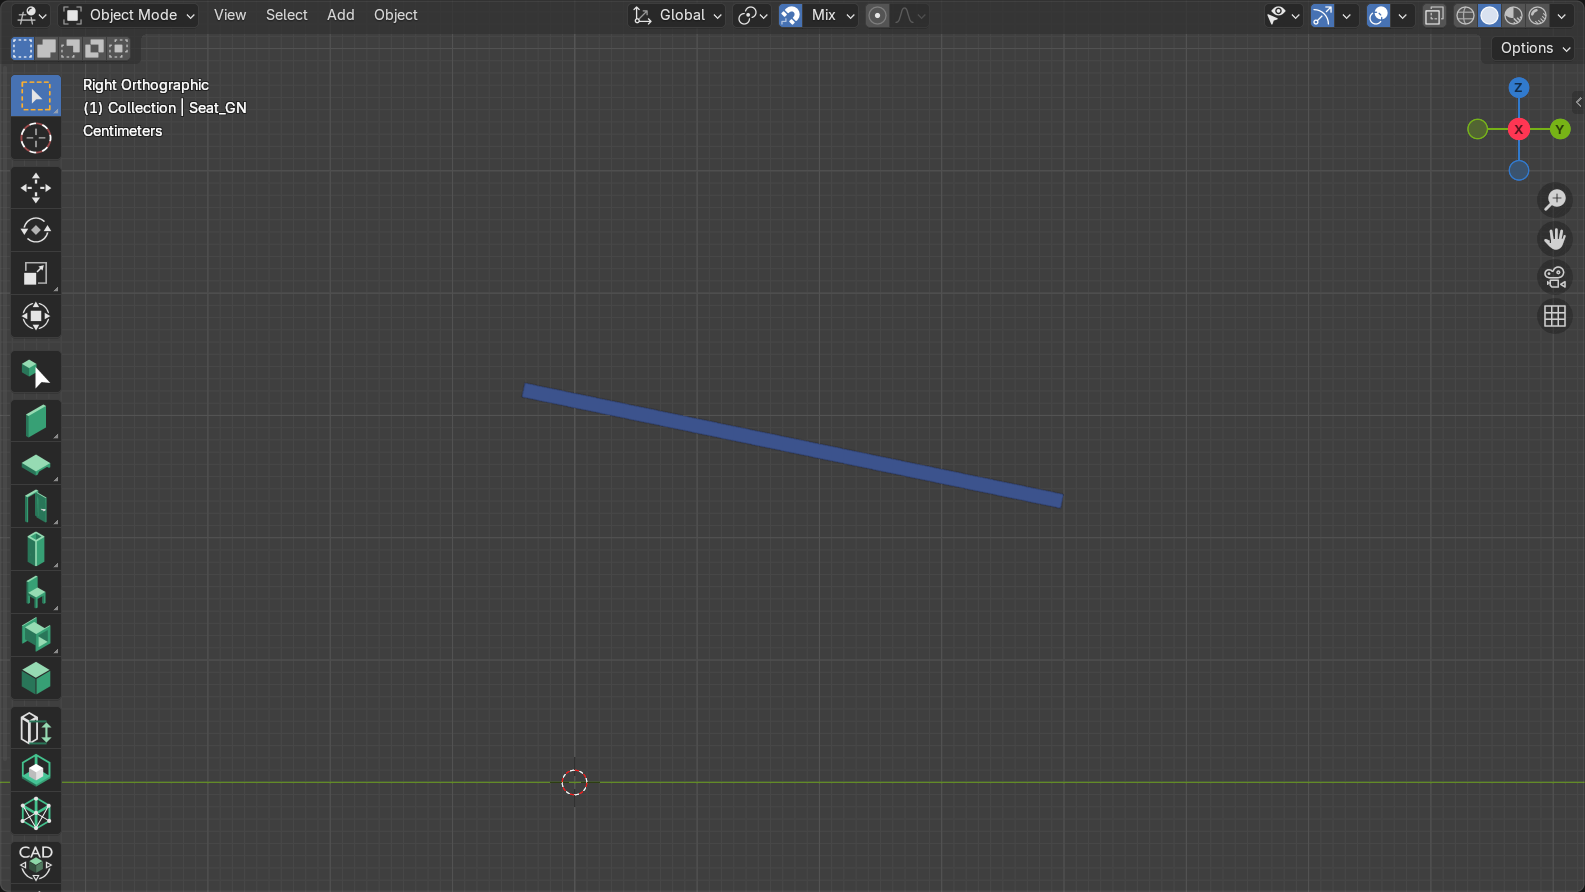 Object Mode View Select Add Object Global Mix
Options
Right Orthographic
(1) Collection | Seat_GN
Centimeters
Z
X Y
CAD